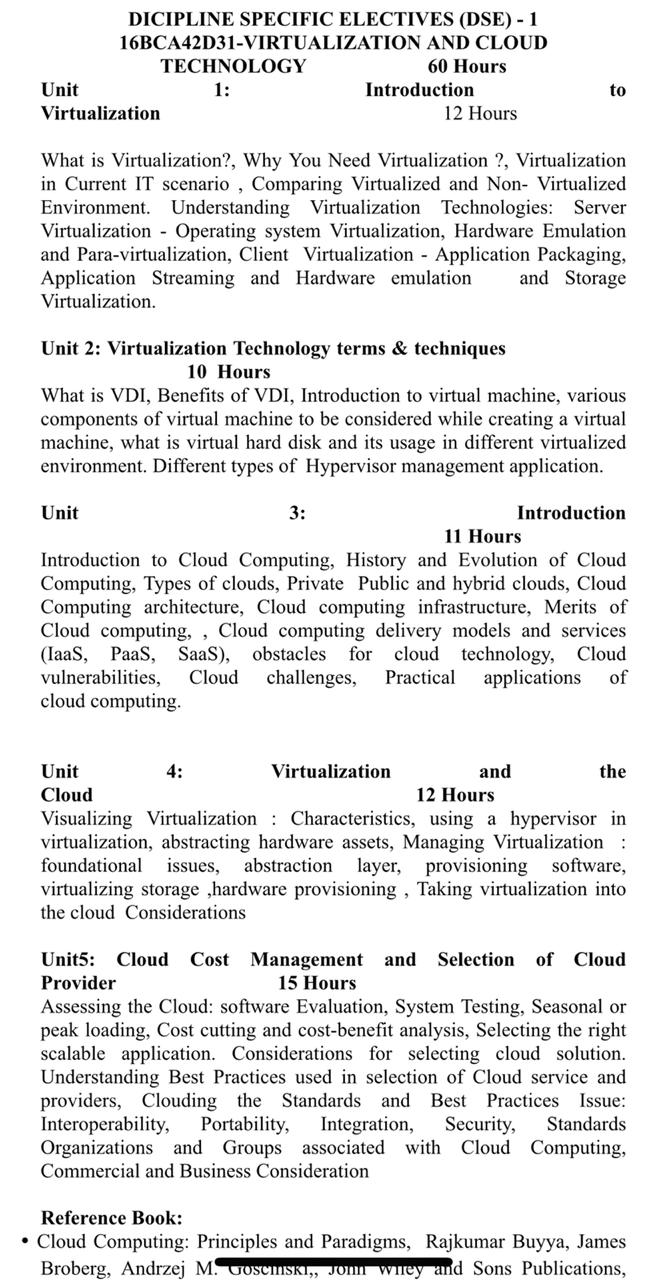 DICIPLINE SPECIFIC ELECTIVES (DSE) - 1
16BCA42D31-VIRTUALIZATION AND CLOUD
TECHNOLOGY 60 Hours
Unit 1: Introduction to
Virtualization 12 Hours
What is Virtualization?, Why You Need Virtualization ?, Virtualization
in Current IT scenario , Comparing Virtualized and Non- Virtualized
Environment. Understanding Virtualization Technologies: Server
Virtualization - Operating system Virtualization, Hardware Emulation
and Para-virtualization, Client Virtualization - Application Packaging,
Application Streaming and Hardware emulation and Storage
Virtualization.
Unit 2: Virtualization Technology terms & techniques
10 Hours
What is VDI, Benefits of VDI, Introduction to virtual machine, various
components of virtual machine to be considered while creating a virtual
machine, what is virtual hard disk and its usage in different virtualized
environment. Different types of Hypervisor management application.
Unit 3: Introduction
11 Hours
Introduction to Cloud Computing, History and Evolution of Cloud
Computing, Types of clouds, Private Public and hybrid clouds, Cloud
Computing architecture, Cloud computing infrastructure, Merits of
Cloud computing, , Cloud computing delivery models and services
(IaaS, PaaS, SaaS), obstacles for cloud technology, Cloud
vulnerabilities, Cloud challenges, Practical applications of
cloud computing.
Unit 4: Virtualization and the
Cloud 12 Hours
Visualizing Virtualization : Characteristics, using a hypervisor in
virtualization, abstracting hardware assets, Managing Virtualization :
foundational issues, abstraction layer, provisioning software,
virtualizing storage ,hardware provisioning , Taking virtualization into
the cloud Considerations
Unit5: Cloud Cost Management and Selection of Cloud
Provider 15 Hours
Assessing the Cloud: software Evaluation, System Testing, Seasonal or
peak loading, Cost cutting and cost-benefit analysis, Selecting the right
scalable application. Considerations for selecting cloud solution.
Understanding Best Practices used in selection of Cloud service and
providers, Clouding the Standards and Best Practices Issue:
Interoperability, Portability, Integration, Security, Standards
Organizations and Groups associated with Cloud Computing,
Commercial and Business Consideration
Reference Book:
• Cloud Computing: Principles and Paradigms, Rajkumar Buyya, James
Broberg, Andrzej M. Goscinski,, John Wiley and Sons Publications,